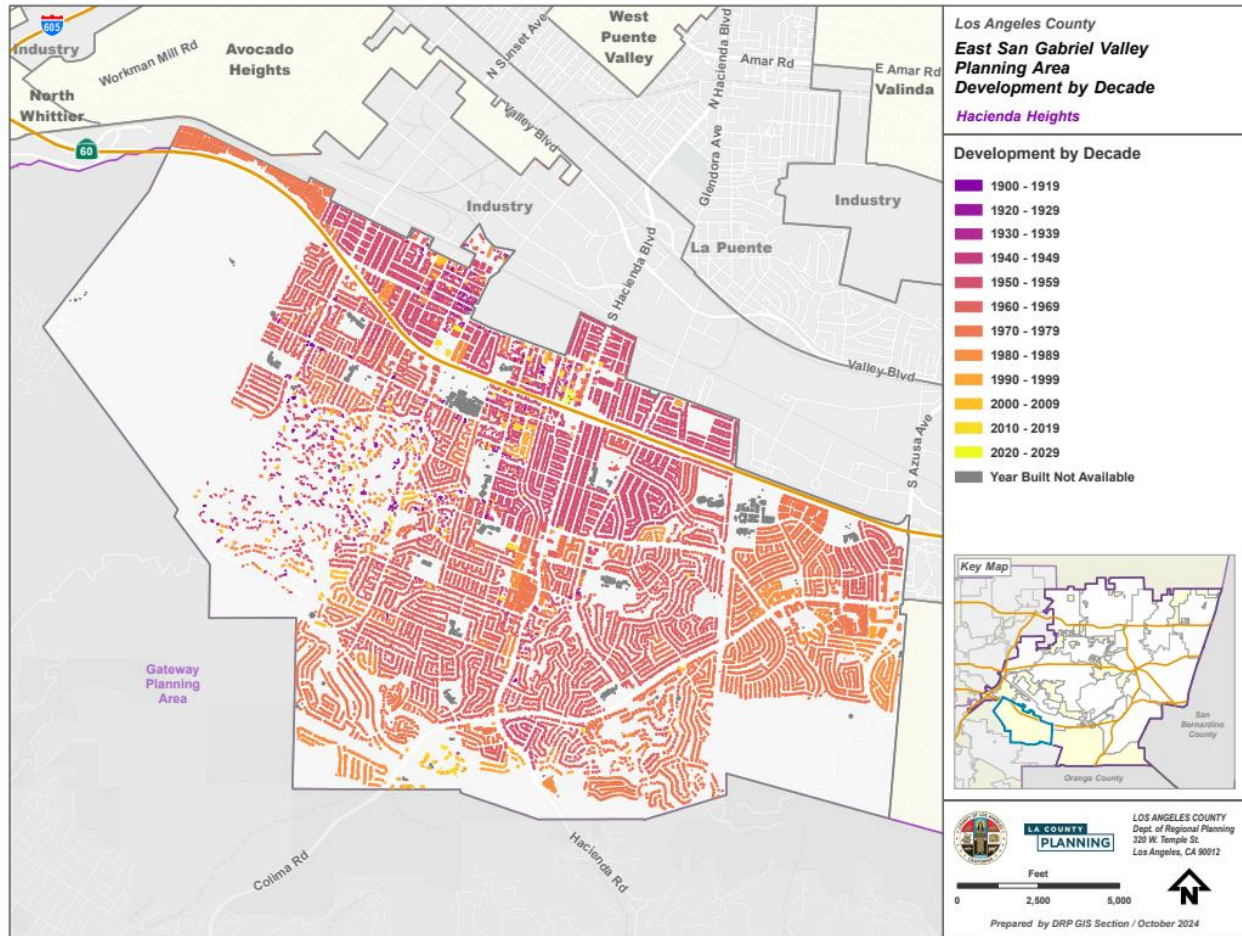 605
Industry
Workman Mill Rd
Avocado
Heights
North
Whittier
60
N Sunset Ave
West
Puente
Valley
N Hacienda Blvd
Amar Rd
E Amar Rd
Valinda
Valley Blvd
Glendora Ave
Industry
Industry
La Puente
S Hacienda Blvd
Valley Blvd
S Azusa Ave
Gateway
Planning
Area
Colima Rd
Hacienda Rd
Los Angeles County
East San Gabriel Valley
Planning Area
Development by Decade
Hacienda Heights
Development by Decade
1900 - 1919
1920 - 1929
1930 - 1939
1940 - 1949
1950 - 1959
1960 - 1969
1970 - 1979
1980 - 1989
1990 - 1999
2000 - 2009
2010 - 2019
2020 - 2029
Year Built Not Available
Key Map
San
Bernardino
County
Orange County
LA COUNTY
PLANNING
LOS ANGELES COUNTY
Dept. of Regional Planning
320 W. Temple St.
Los Angeles, CA 90012
Feet
0 2,500 5,000
N
Prepared by DRP GIS Section / October 2024